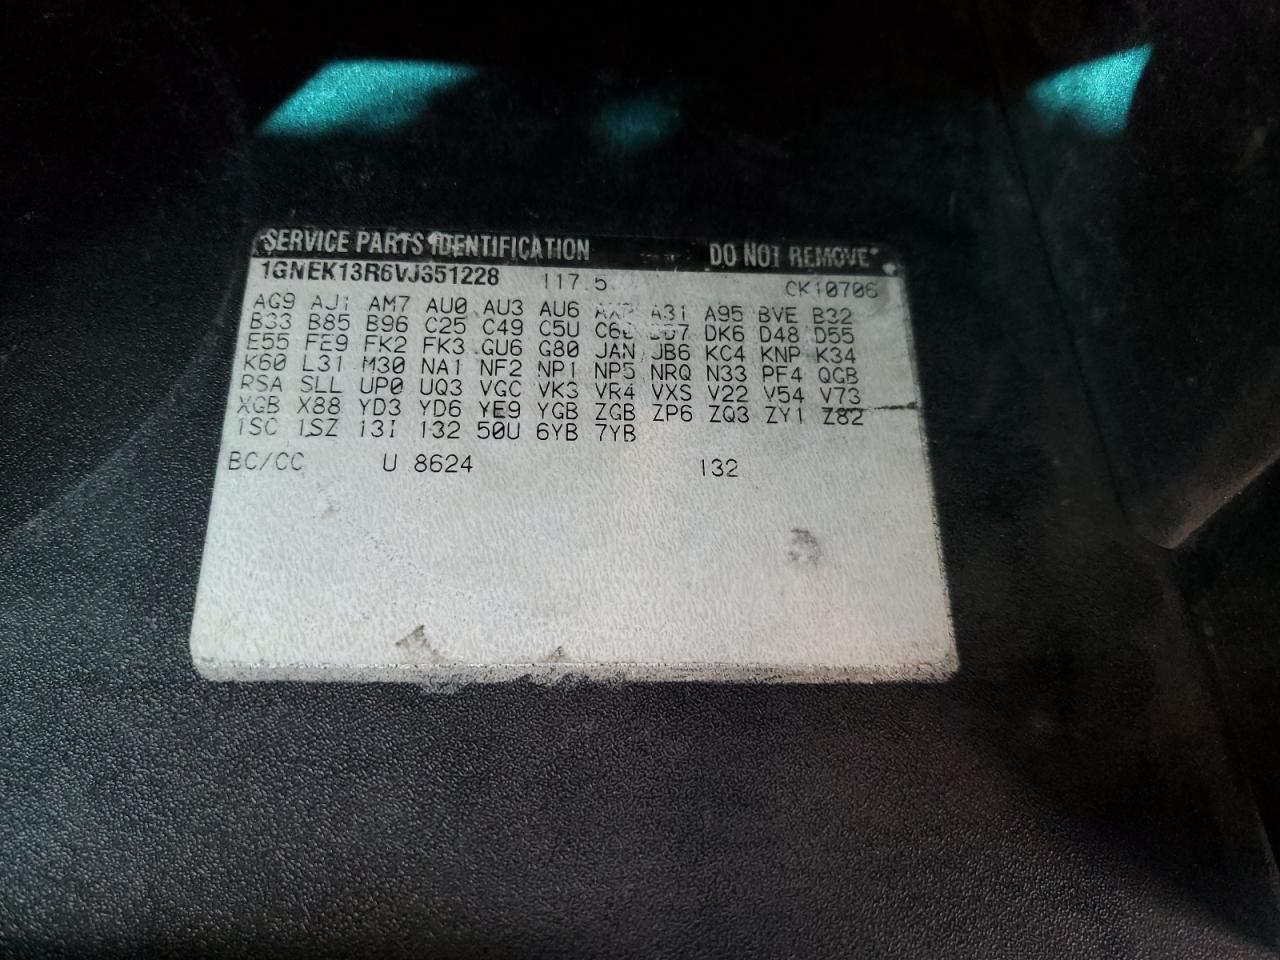 SERVICE PARTS IDENTIFICATION DO NOT REMOVE
1GNEK13R6VJ351228 117.5 CK10706
AG9 AJ1 AM7 AU0 AU3 AU6 A31 A95 BVE B32
B33 B85 B96 C25 C49 C5U DK6 D48 D55
E55 FE9 FK2 FK3 GU6 G80 JAN JB6 KC4 KNP K34
K60 L31 M30 NA1 NF2 NP1 NP5 NRQ N33 PF4 QGB
RSA SLL UP0 UQ3 VGC VK3 VR4 VXS V22 V54 V73
XGB X88 YD3 YD6 YE9 YGB ZGB ZP6 ZQ3 ZY1 Z82
1SC 1SZ 13I 132 50U 6YB 7YB
BC/CC U 8624 132